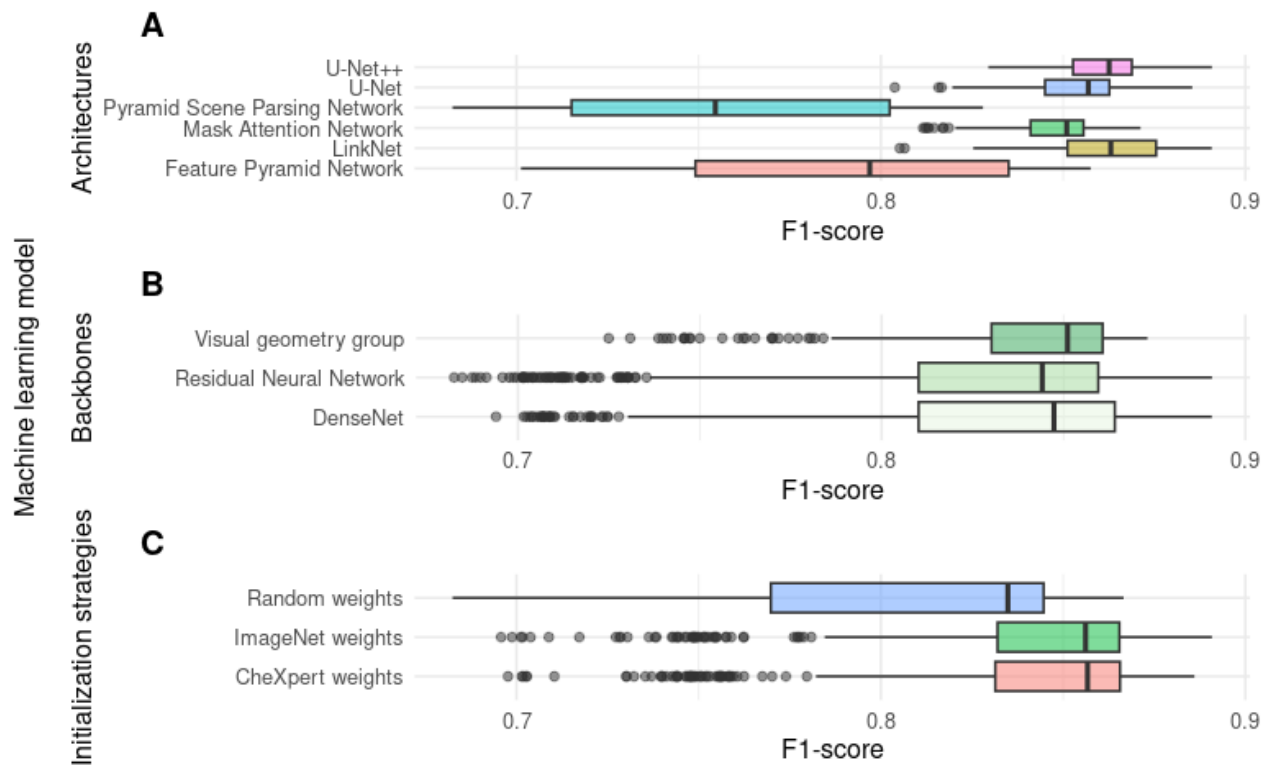 Machine learning model
A
Architectures
U-Net++
U-Net
Pyramid Scene Parsing Network
Mask Attention Network
LinkNet
Feature Pyramid Network
0.7 0.8 0.9
F1-score
B
Backbones
Visual geometry group
Residual Neural Network
DenseNet
0.7 0.8 0.9
F1-score
C
Initialization strategies
Random weights
ImageNet weights
CheXpert weights
0.7 0.8 0.9
F1-score